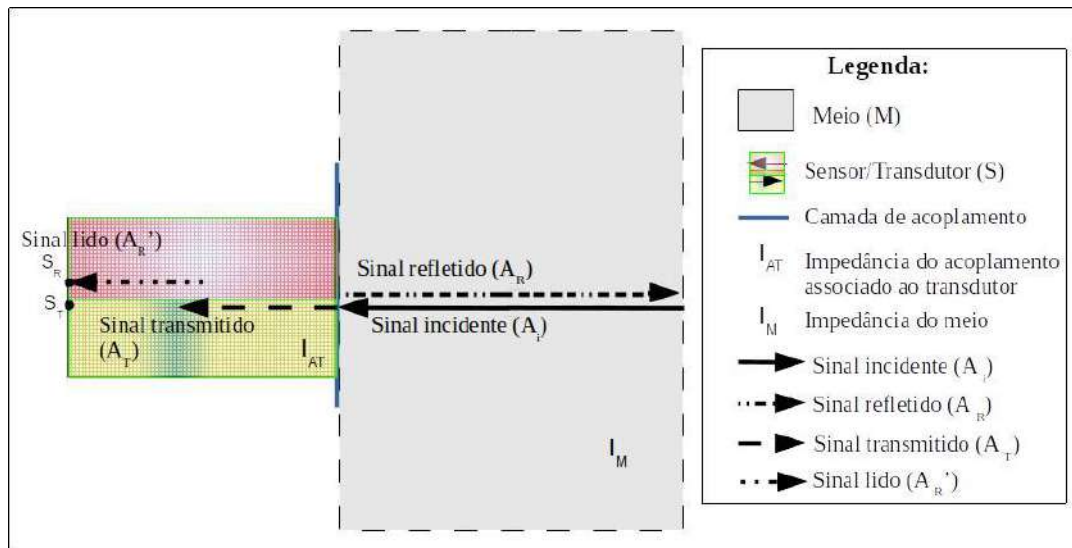 Sinal lido (A_R')
S_R
S_T
Sinal transmitido
(A_T)
I_AT
Sinal refletido (A_R)
Sinal incidente (A_i)
I_M
Legenda:
Meio (M)
Sensor/Transdutor (S)
Camada de acoplamento
I_AT Impedância do acoplamento
associado ao transdutor
I_M Impedância do meio
Sinal incidente (A_i)
Sinal refletido (A_R)
Sinal transmitido (A_T)
Sinal lido (A_R')